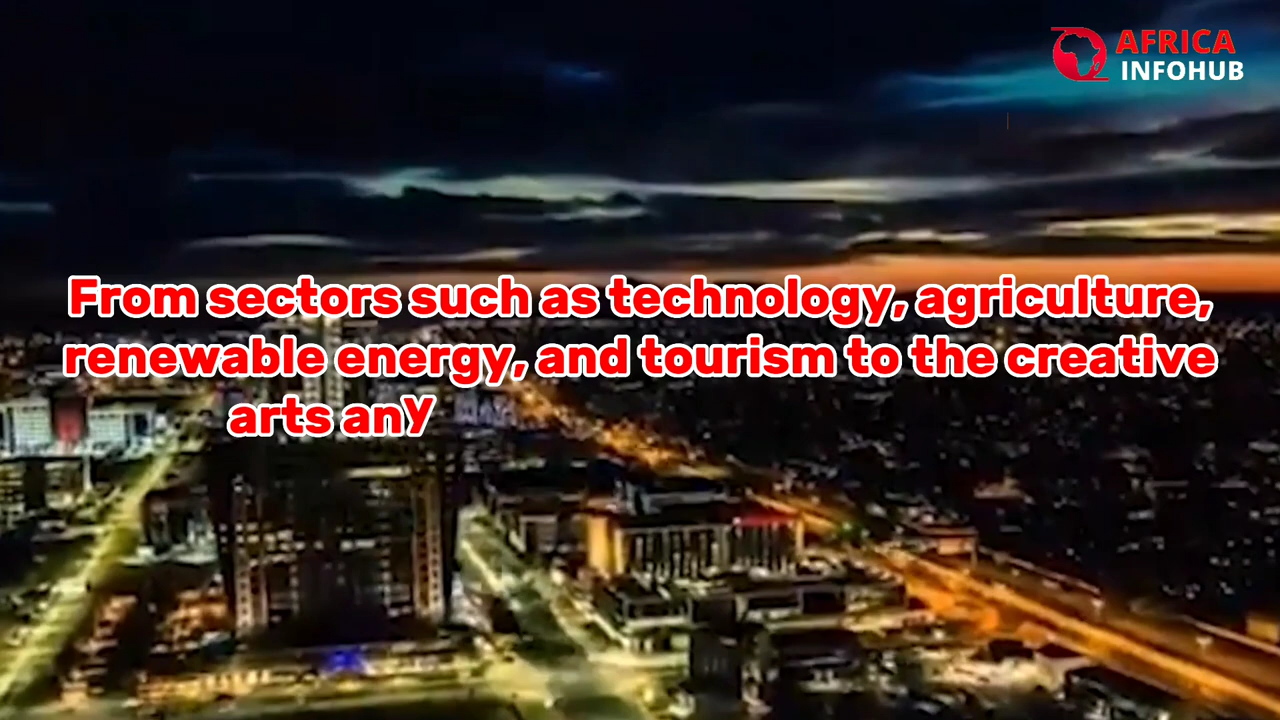 AFRICA
INFOHUB
From sectors such as technology, agriculture,
renewable energy, and tourism to the creative
arts any